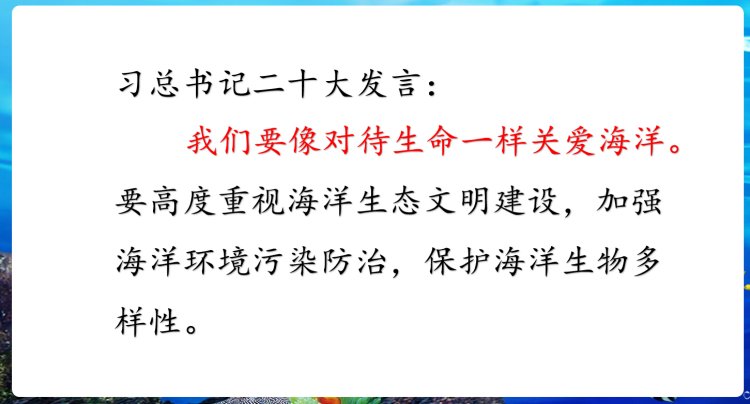 习总书记二十大发言：
我们要像对待生命一样关爱海洋。
要高度重视海洋生态文明建设，加强
海洋环境污染防治，保护海洋生物多
样性。